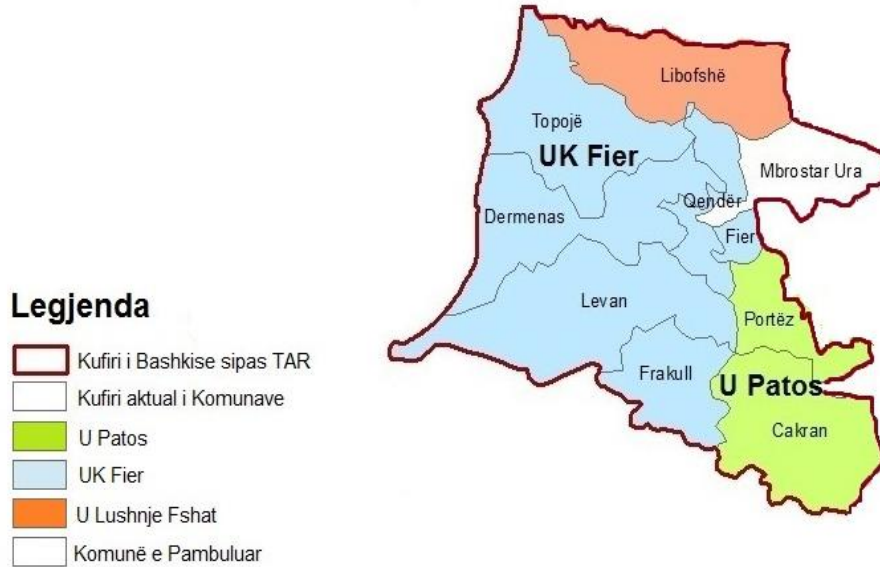 Libofshë
Topojë
UK Fier
Mbrostar Ura
Qendër
Dermenas
Fier
Levan
Portëz
Frakull
U Patos
Cakran
Legjenda
Kufiri i Bashkise sipas TAR
Kufiri aktual i Komunave
U Patos
UK Fier
U Lushnje Fshat
Komunë e Pambuluar